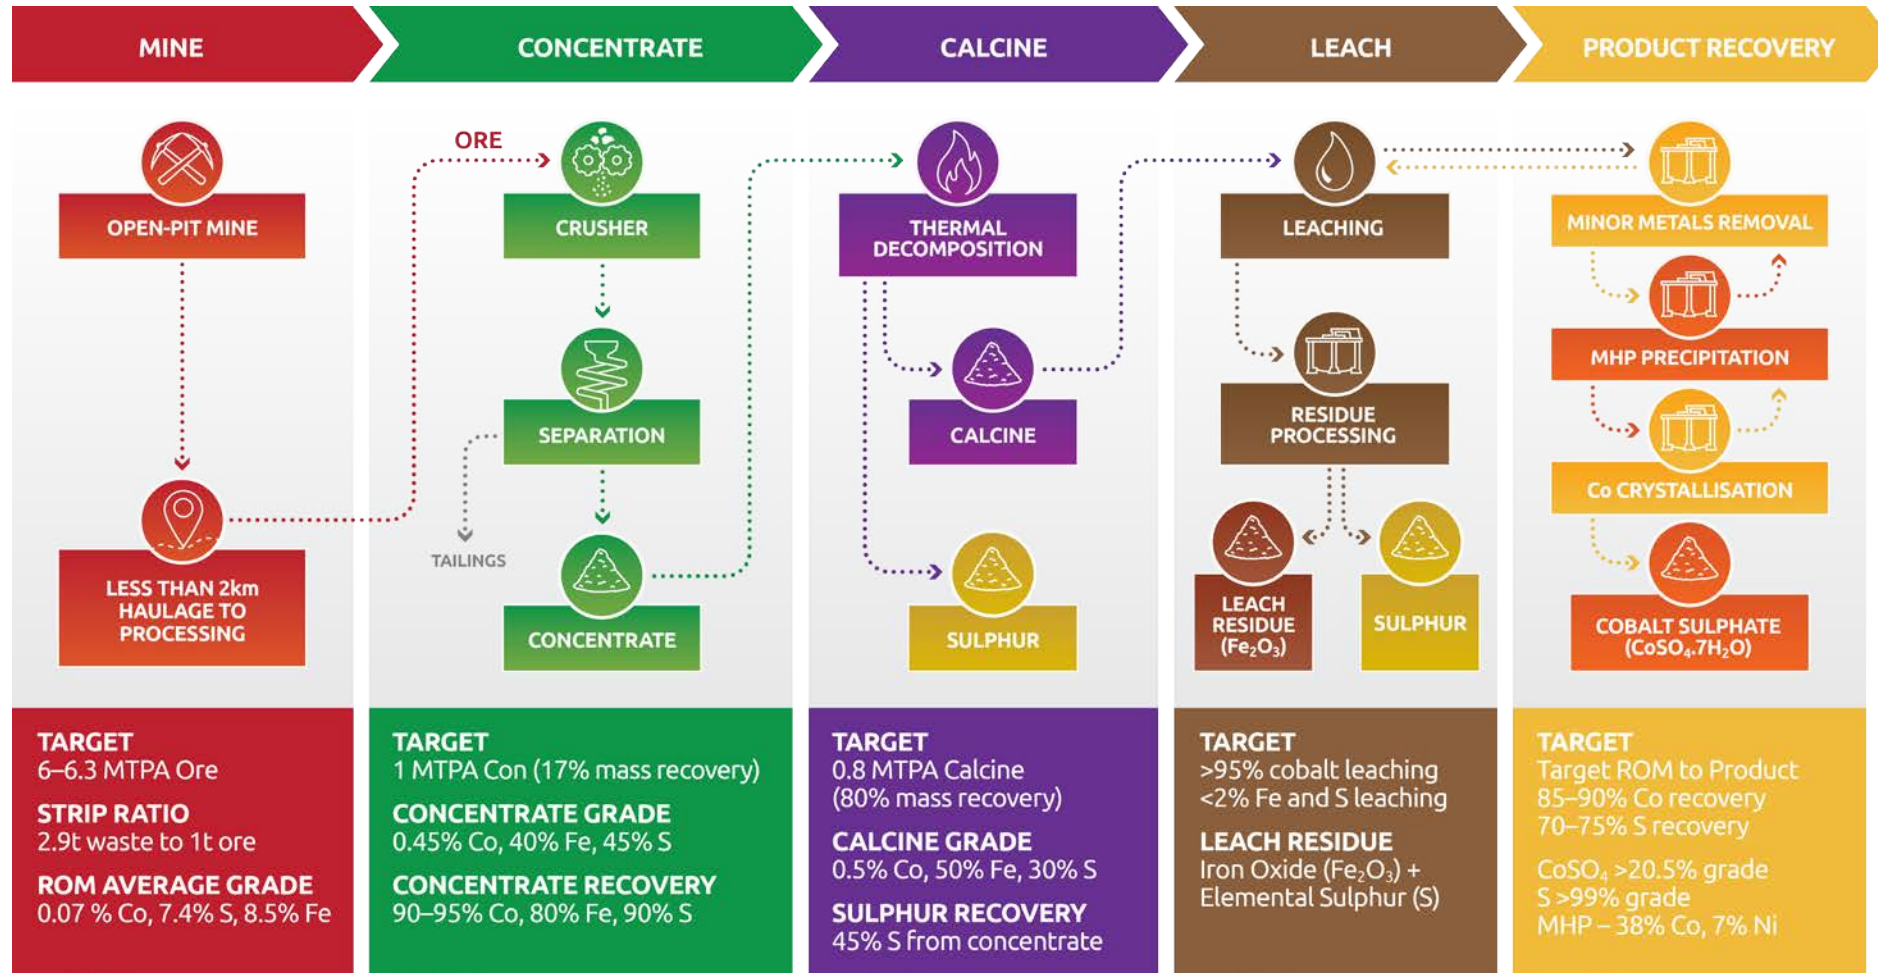 MINE
CONCENTRATE
CALCINE
LEACH
PRODUCT RECOVERY
OPEN-PIT MINE
LESS THAN 2km
HAULAGE TO
PROCESSING
ORE
CRUSHER
SEPARATION
TAILINGS
CONCENTRATE
THERMAL
DECOMPOSITION
CALCINE
SULPHUR
LEACHING
RESIDUE
PROCESSING
LEACH
RESIDUE
(Fe₂O₃)
SULPHUR
MINOR METALS REMOVAL
MHP PRECIPITATION
Co CRYSTALLISATION
COBALT SULPHATE
(CoSO₄.7H₂O)
TARGET
6–6.3 MTPA Ore
STRIP RATIO
2.9t waste to 1t ore
ROM AVERAGE GRADE
0.07 % Co, 7.4% S, 8.5% Fe
TARGET
1 MTPA Con (17% mass recovery)
CONCENTRATE GRADE
0.45% Co, 40% Fe, 45% S
CONCENTRATE RECOVERY
90–95% Co, 80% Fe, 90% S
TARGET
0.8 MTPA Calcine
(80% mass recovery)
CALCINE GRADE
0.5% Co, 50% Fe, 30% S
SULPHUR RECOVERY
45% S from concentrate
TARGET
>95% cobalt leaching
<2% Fe and S leaching
LEACH RESIDUE
Iron Oxide (Fe₂O₃) +
Elemental Sulphur (S)
TARGET
Target ROM to Product
85–90% Co recovery
70–75% S recovery
CoSO₄ >20.5% grade
S >99% grade
MHP – 38% Co, 7% Ni